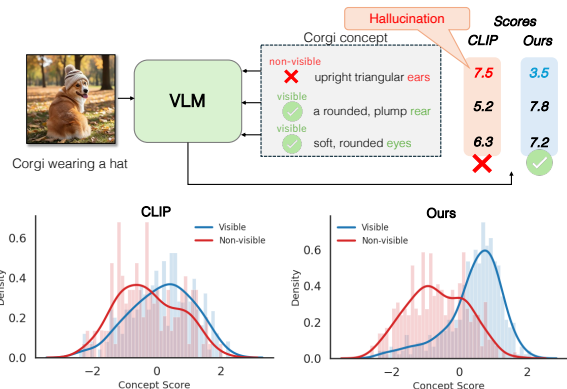 Hallucination
Scores
CLIP
Ours
Corgi concept
non-visible
upright triangular ears
7.5
3.5
VLM
visible
a rounded, plump rear
5.2
7.8
visible
soft, rounded eyes
6.3
7.2
Corgi wearing a hat
CLIP
Visible
Non-visible
Density
0.6
0.4
0.2
0.0
−2
0
2
Concept Score
Ours
Visible
Non-visible
Density
0.6
0.4
0.2
0.0
−2
0
2
Concept Score